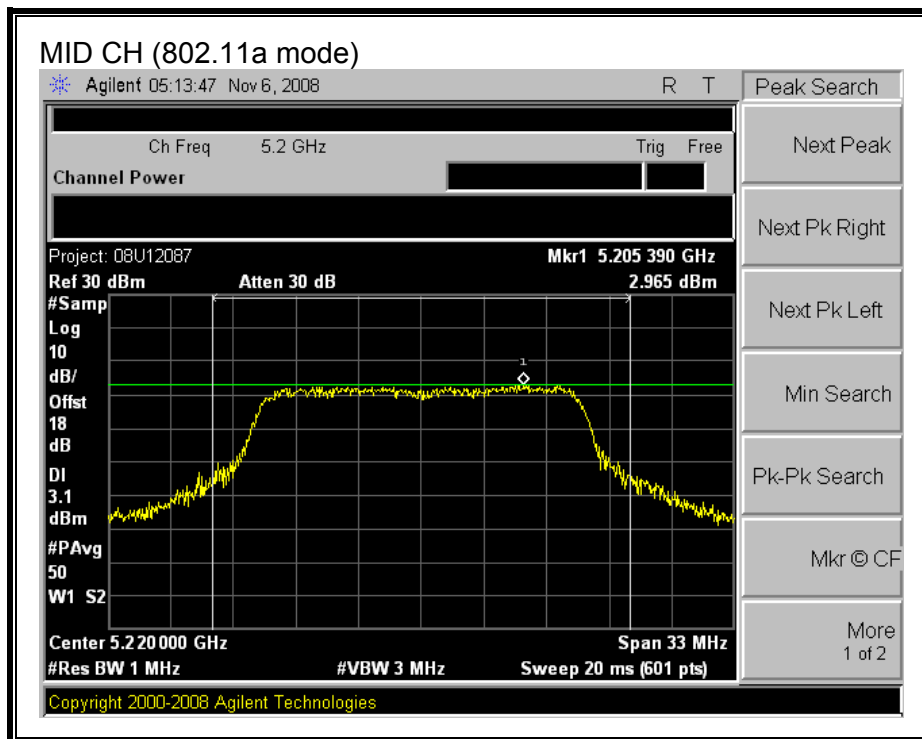 MID CH (802.11a mode)
Agilent 05:13:47 Nov 6, 2008 R T
Peak Search
Ch Freq 5.2 GHz Trig Free
Channel Power
Next Peak
Next Pk Right
Project: 08U12087 Mkr1 5.205 390 GHz
Ref 30 dBm Atten 30 dB 2.965 dBm
#Samp
Log
10
dB/
Offst
18
dB
DI
3.1
dBm
#PAvg
50
W1 S2
1
Next Pk Left
Min Search
Pk-Pk Search
Mkr © CF
Center 5.220 000 GHz Span 33 MHz
#Res BW 1 MHz #VBW 3 MHz Sweep 20 ms (601 pts)
More
1 of 2
Copyright 2000-2008 Agilent Technologies